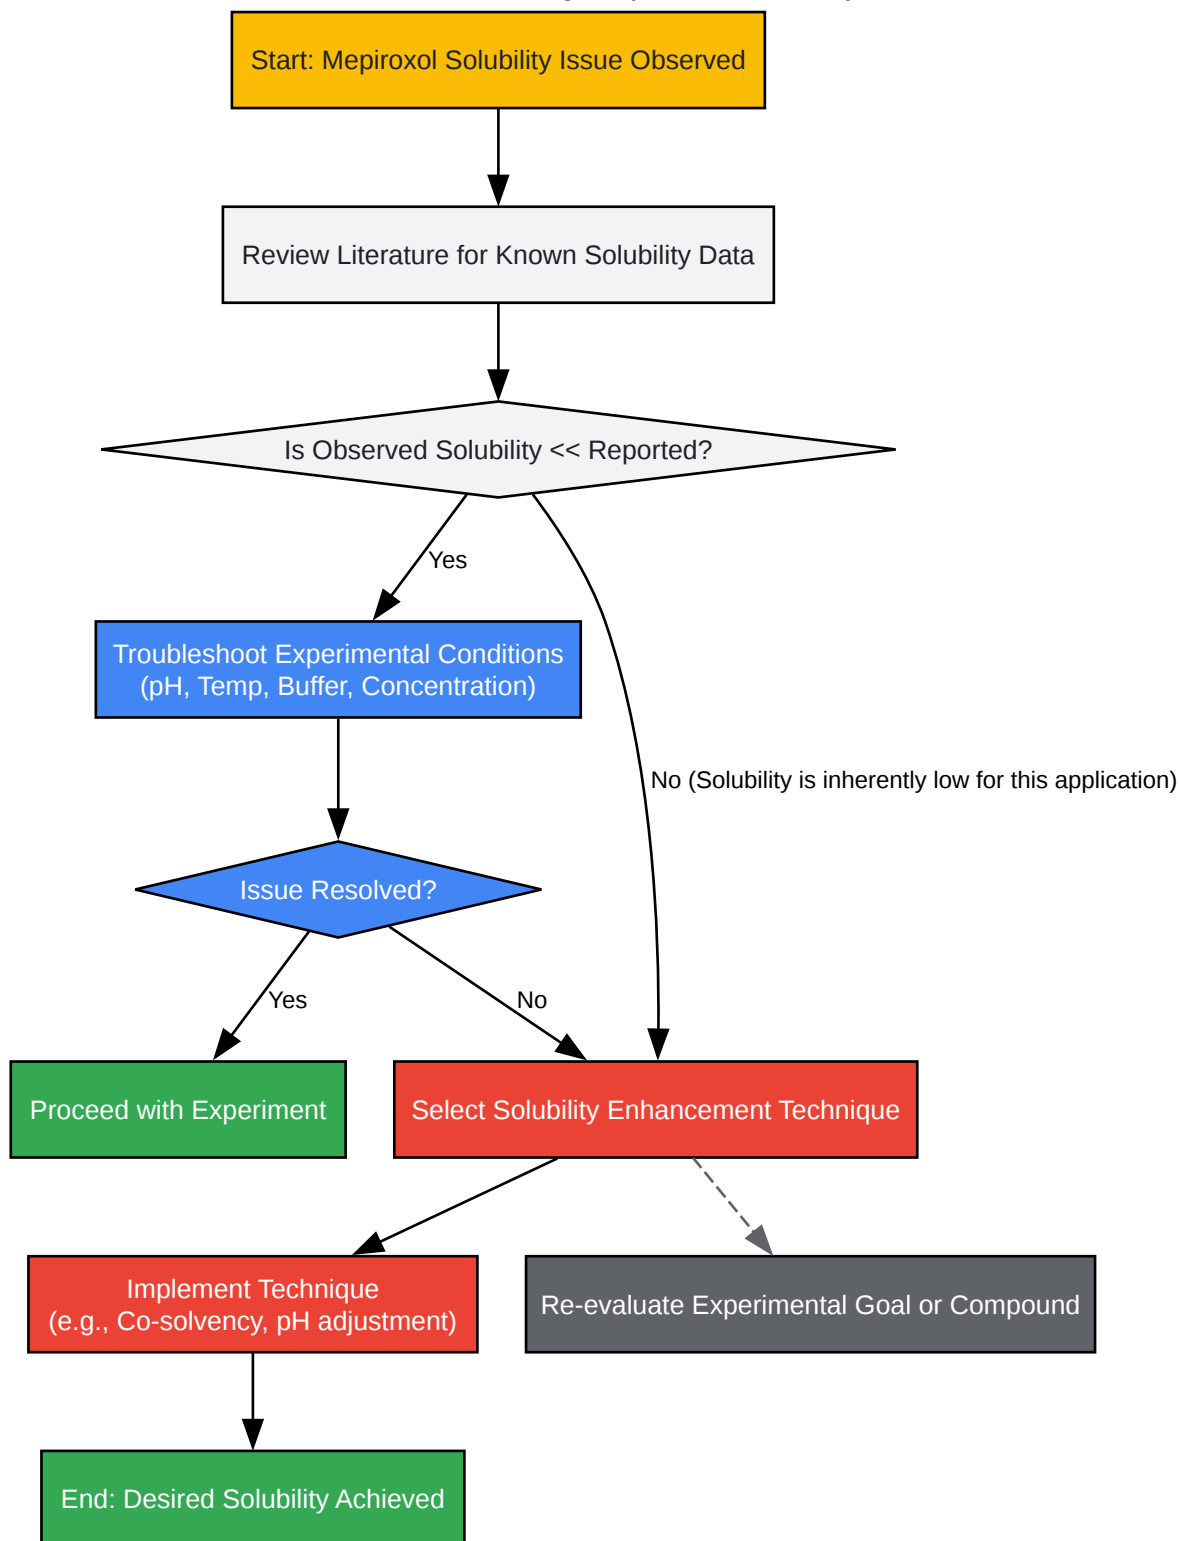 Start: Mepiroxol Solubility Issue Observed
Review Literature for Known Solubility Data
Is Observed Solubility << Reported?
Yes
Troubleshoot Experimental Conditions
(pH, Temp, Buffer, Concentration)
No (Solubility is inherently low for this application)
Issue Resolved?
Yes
No
Proceed with Experiment
Select Solubility Enhancement Technique
Implement Technique
(e.g., Co-solvency, pH adjustment)
Re-evaluate Experimental Goal or Compound
End: Desired Solubility Achieved